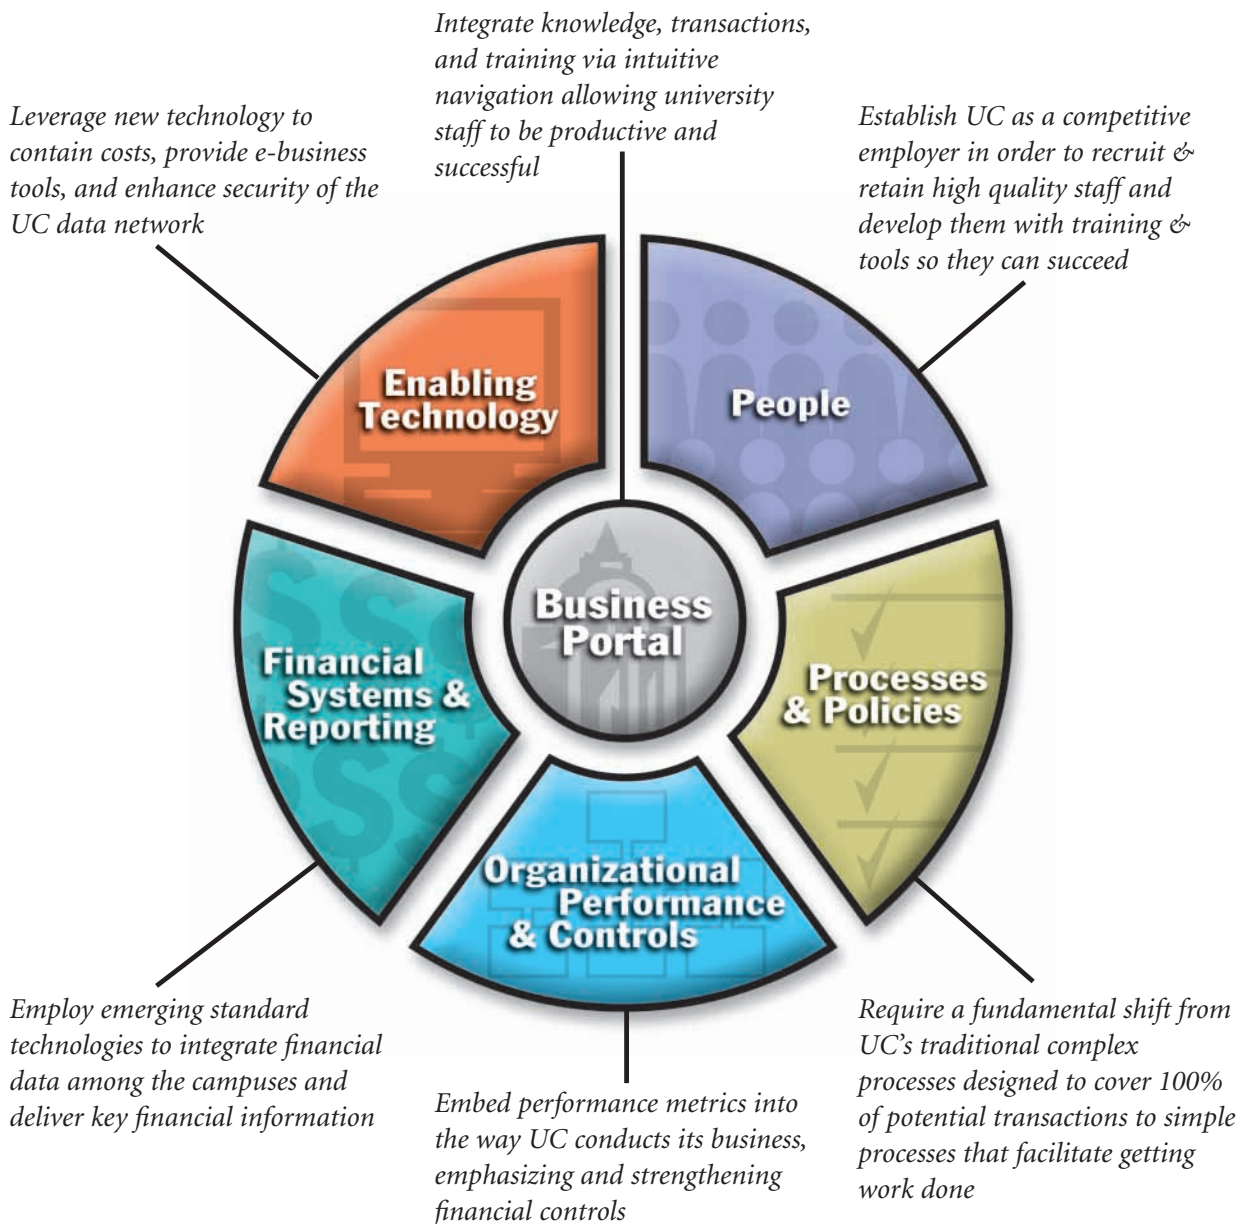 Integrate knowledge, transactions,
and training via intuitive
navigation allowing university
staff to be productive and
successful
Leverage new technology to
contain costs, provide e-business
tools, and enhance security of the
UC data network
Establish UC as a competitive
employer in order to recruit &
retain high quality staff and
develop them with training &
tools so they can succeed
Enabling
Technology
People
Business
Portal
Financial
Systems &
Reporting
Processes
& Policies
Organizational
Performance
& Controls
Employ emerging standard
technologies to integrate financial
data among the campuses and
deliver key financial information
Embed performance metrics into
the way UC conducts its business,
emphasizing and strengthening
financial controls
Require a fundamental shift from
UC’s traditional complex
processes designed to cover 100%
of potential transactions to simple
processes that facilitate getting
work done